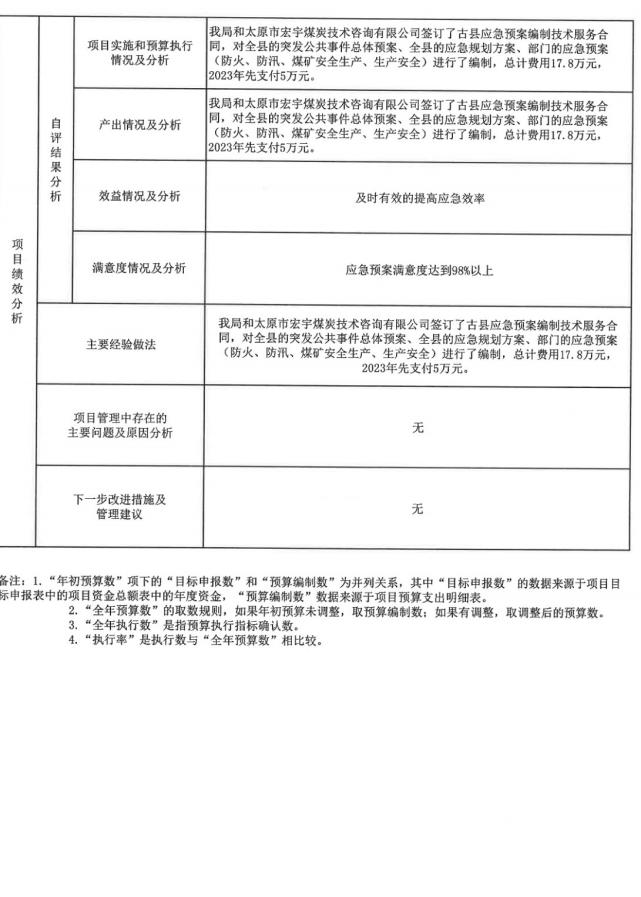 项目绩效分析
自评结果分析
项目实施和预算执行
情况及分析
我局和太原市宏宇煤炭技术咨询有限公司签订了古县应急预案编制技术服务合
同，对全县的突发公共事件总体预案、全县的应急规划方案、部门的应急预案
（防火、防汛、煤矿安全生产、生产安全）进行了编制，总计费用17.8万元，
2023年先支付5万元。
产出情况及分析
我局和太原市宏宇煤炭技术咨询有限公司签订了古县应急预案编制技术服务合
同，对全县的突发公共事件总体预案、全县的应急规划方案、部门的应急预案
（防火、防汛、煤矿安全生产、生产安全）进行了编制，总计费用17.8万元，
2023年先支付5万元。
效益情况及分析
及时有效的提高应急效率
满意度情况及分析
应急预案满意度达到98%以上
主要经验做法
我局和太原市宏宇煤炭技术咨询有限公司签订了古县应急预案编制技术服务合
同，对全县的突发公共事件总体预案、全县的应急规划方案、部门的应急预案
（防火、防汛、煤矿安全生产、生产安全）进行了编制，总计费用17.8万元，
2023年先支付5万元。
项目管理中存在的
主要问题及原因分析
无
下一步改进措施及
管理建议
无
备注：1.“年初预算数”项下的“目标申报数”和“预算编制数”为并列关系，其中“目标申报数”的数据来源于项目目
标申报表中的项目资金总额表中的年度资金，“预算编制数”数据来源于项目预算支出明细表。
2.“全年预算数”的取数规则，如果年初预算未调整，取预算编制数；如果有调整，取调整后的预算数。
3.“全年执行数”是指预算执行指标确认数。
4.“执行率”是执行数与“全年预算数”相比较。